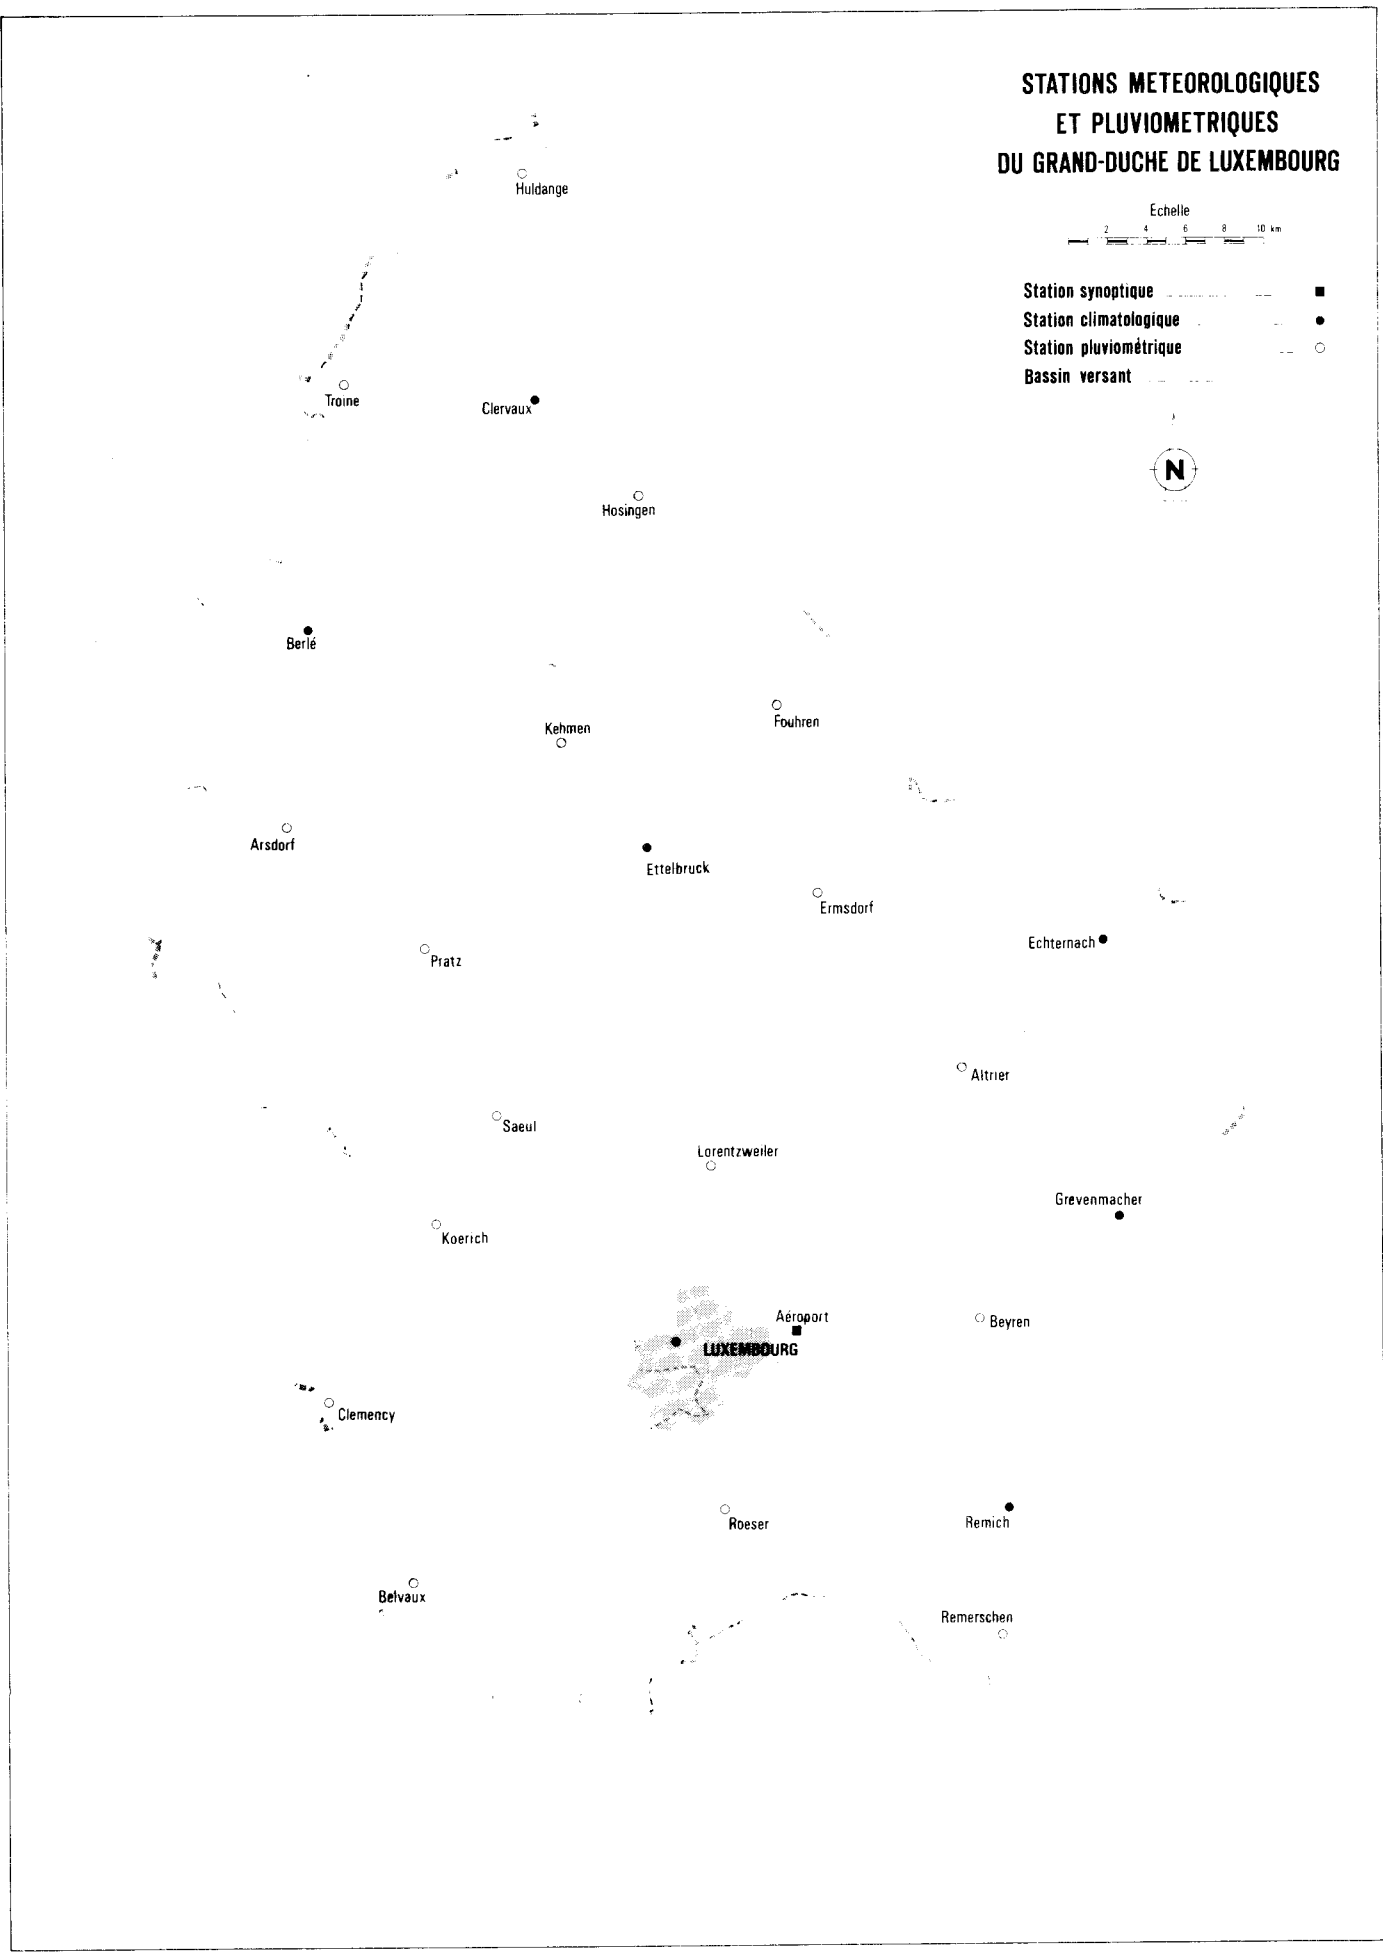 STATIONS METEOROLOGIQUES
ET PLUVIOMETRIQUES
DU GRAND-DUCHE DE LUXEMBOURG
Echelle
2 4 6 8 10 km
Station synoptique
Station climatologique
Station pluviométrique
Bassin versant
N
Huldange
Troine
Clervaux
Hosingen
Berlé
Fouhren
Kehmen
Arsdorf
Ettelbruck
Ermsdorf
Echternach
Pratz
Altrier
Saeul
Lorentzweiler
Grevenmacher
Koerich
Aéroport
Beyren
LUXEMBOURG
Clemency
Roeser
Remich
Belvaux
Remerschen